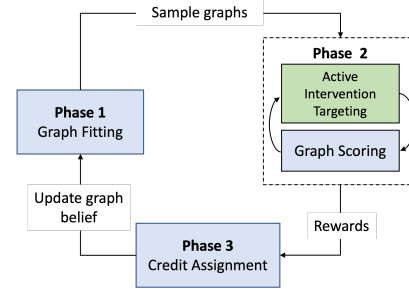 Sample graphs
Phase 2
Active
Intervention
Targeting
Graph Scoring
Phase 1
Graph Fitting
Update graph
belief
Rewards
Phase 3
Credit Assignment